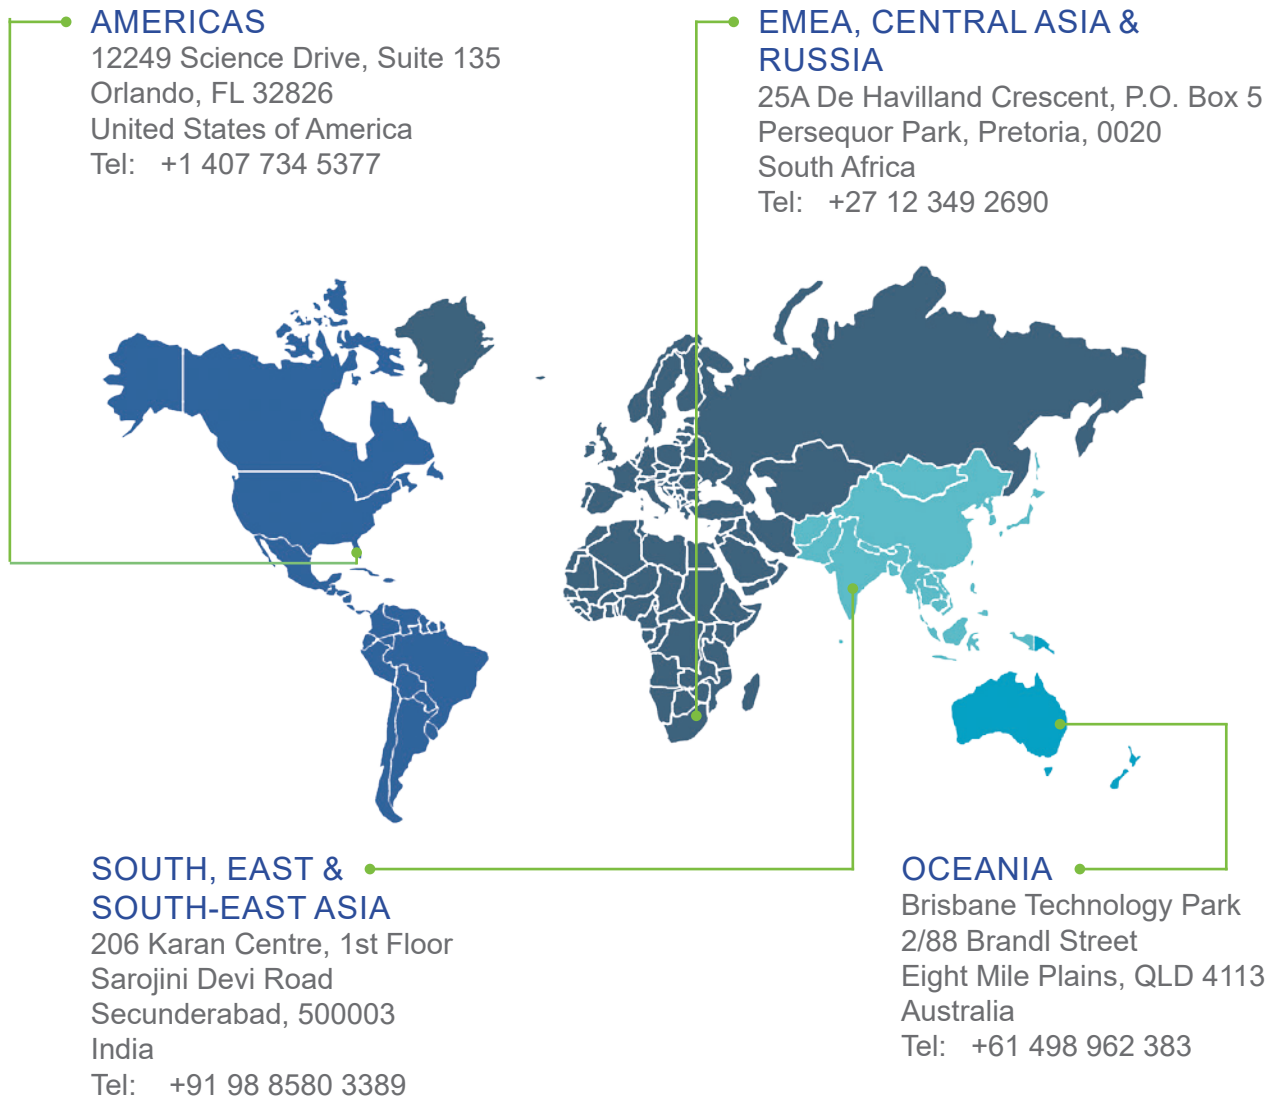 AMERICAS
12249 Science Drive, Suite 135
Orlando, FL 32826
United States of America
Tel: +1 407 734 5377
EMEA, CENTRAL ASIA &
RUSSIA
25A De Havilland Crescent, P.O. Box 5
Persequor Park, Pretoria, 0020
South Africa
Tel: +27 12 349 2690
SOUTH, EAST &
SOUTH-EAST ASIA
206 Karan Centre, 1st Floor
Sarojini Devi Road
Secunderabad, 500003
India
Tel: +91 98 8580 3389
OCEANIA
Brisbane Technology Park
2/88 Brandl Street
Eight Mile Plains, QLD 4113
Australia
Tel: +61 498 962 383